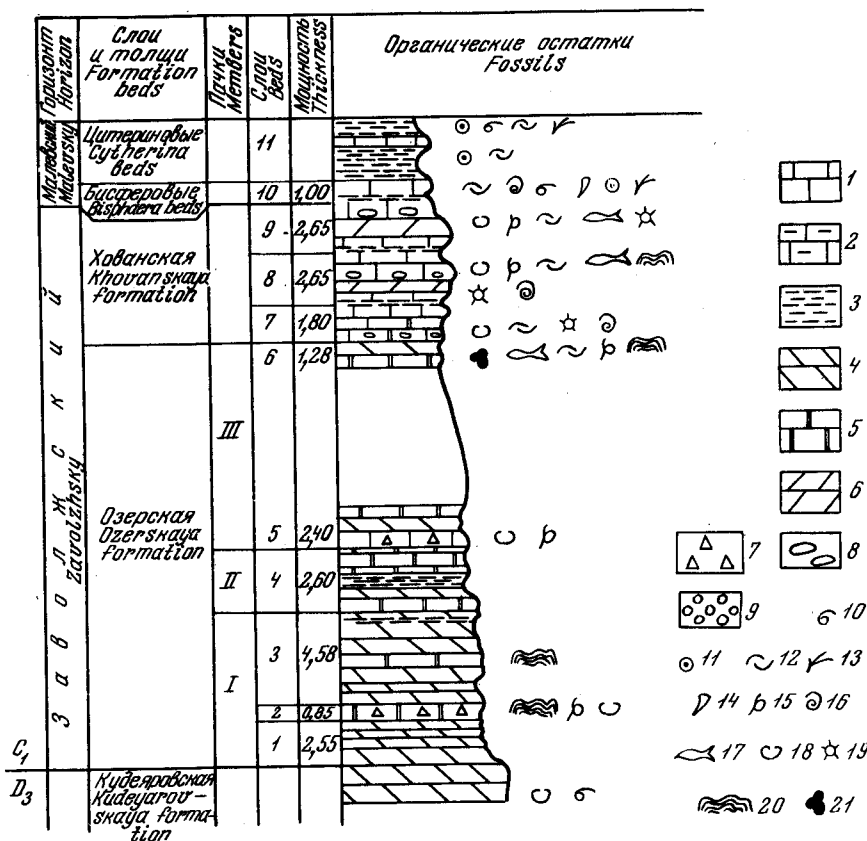 Горизонт
Horizon
Слои
и толщи
Formation
beds
Пачки
Members
Слои
Beds
Мощность
Thickness
Органические остатки
Fossils
Малевский
Malevsky
Цитериновые
Cytherina
beds
11
Бисферовые
Bisphaera beds
10
1,00
Заволжский
Zavolzhsky
Хованская
Khovanskaya
formation
9
2,65
8
2,65
7
1,80
Озерская
Ozerskaya
formation
III
6
1,28
5
2,40
II
4
2,60
I
3
4,58
2
0,85
1
2,55
C1
D3
Кудеяровская
Kudeyarov-
skaya forma-
tion
1
2
3
4
5
6
7
8
9
10
11
12
13
14
15
16
17
18
19
20
21